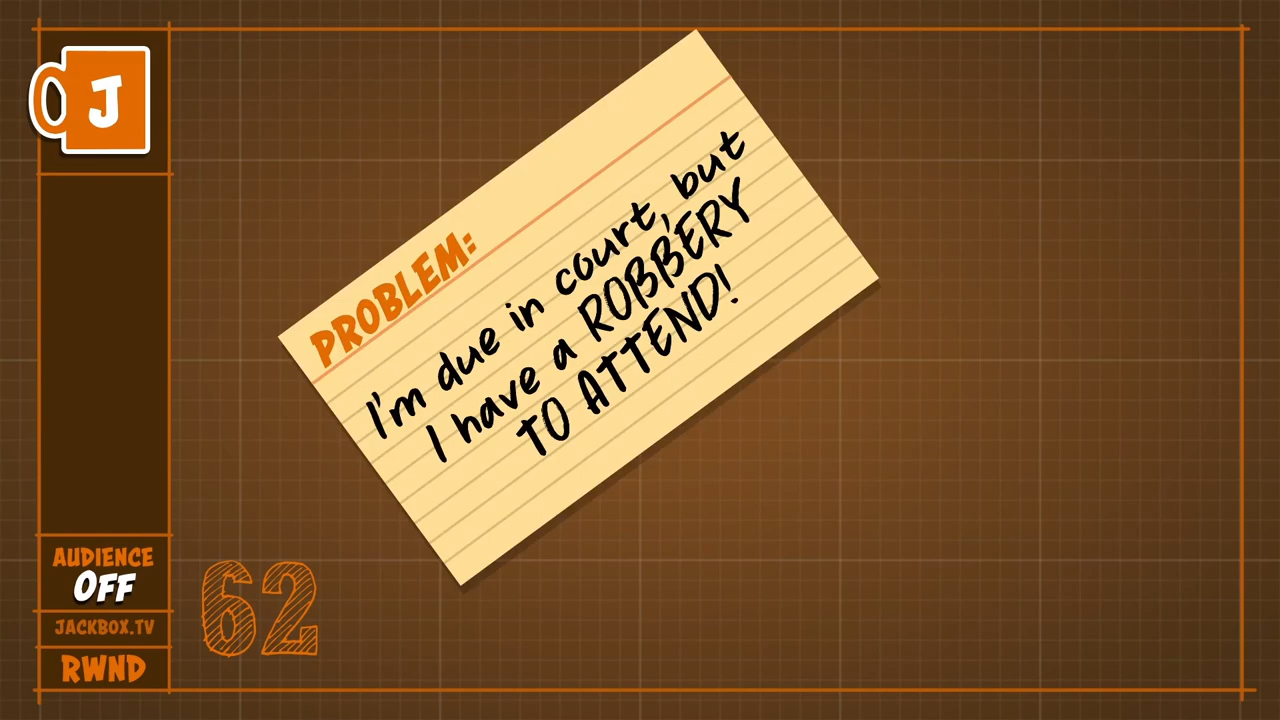 J
PROBLEM:
I'm due in court, but
I have a ROBBERY
TO ATTEND!
AUDIENCE
OFF
JACKBOX.TV
RWND
62